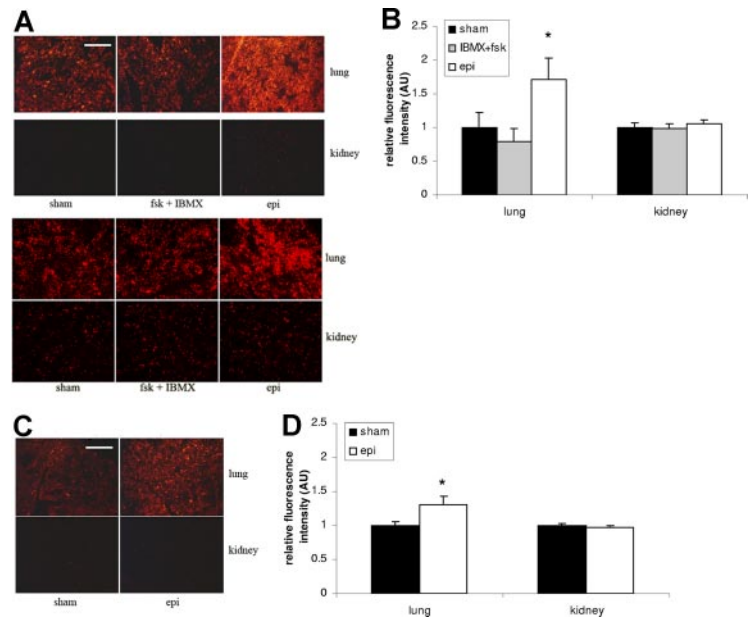 A
lung
kidney
sham
fsk + IBMX
epi
lung
kidney
sham
fsk + IBMX
epi
B
relative fluorescence
intensity (AU)
2.5
2
1.5
1
0.5
0
sham
IBMX+fsk
epi
*
lung
kidney
C
lung
kidney
sham
epi
D
relative fluorescence
intensity (AU)
2.5
2
1.5
1
0.5
0
sham
epi
*
lung
kidney